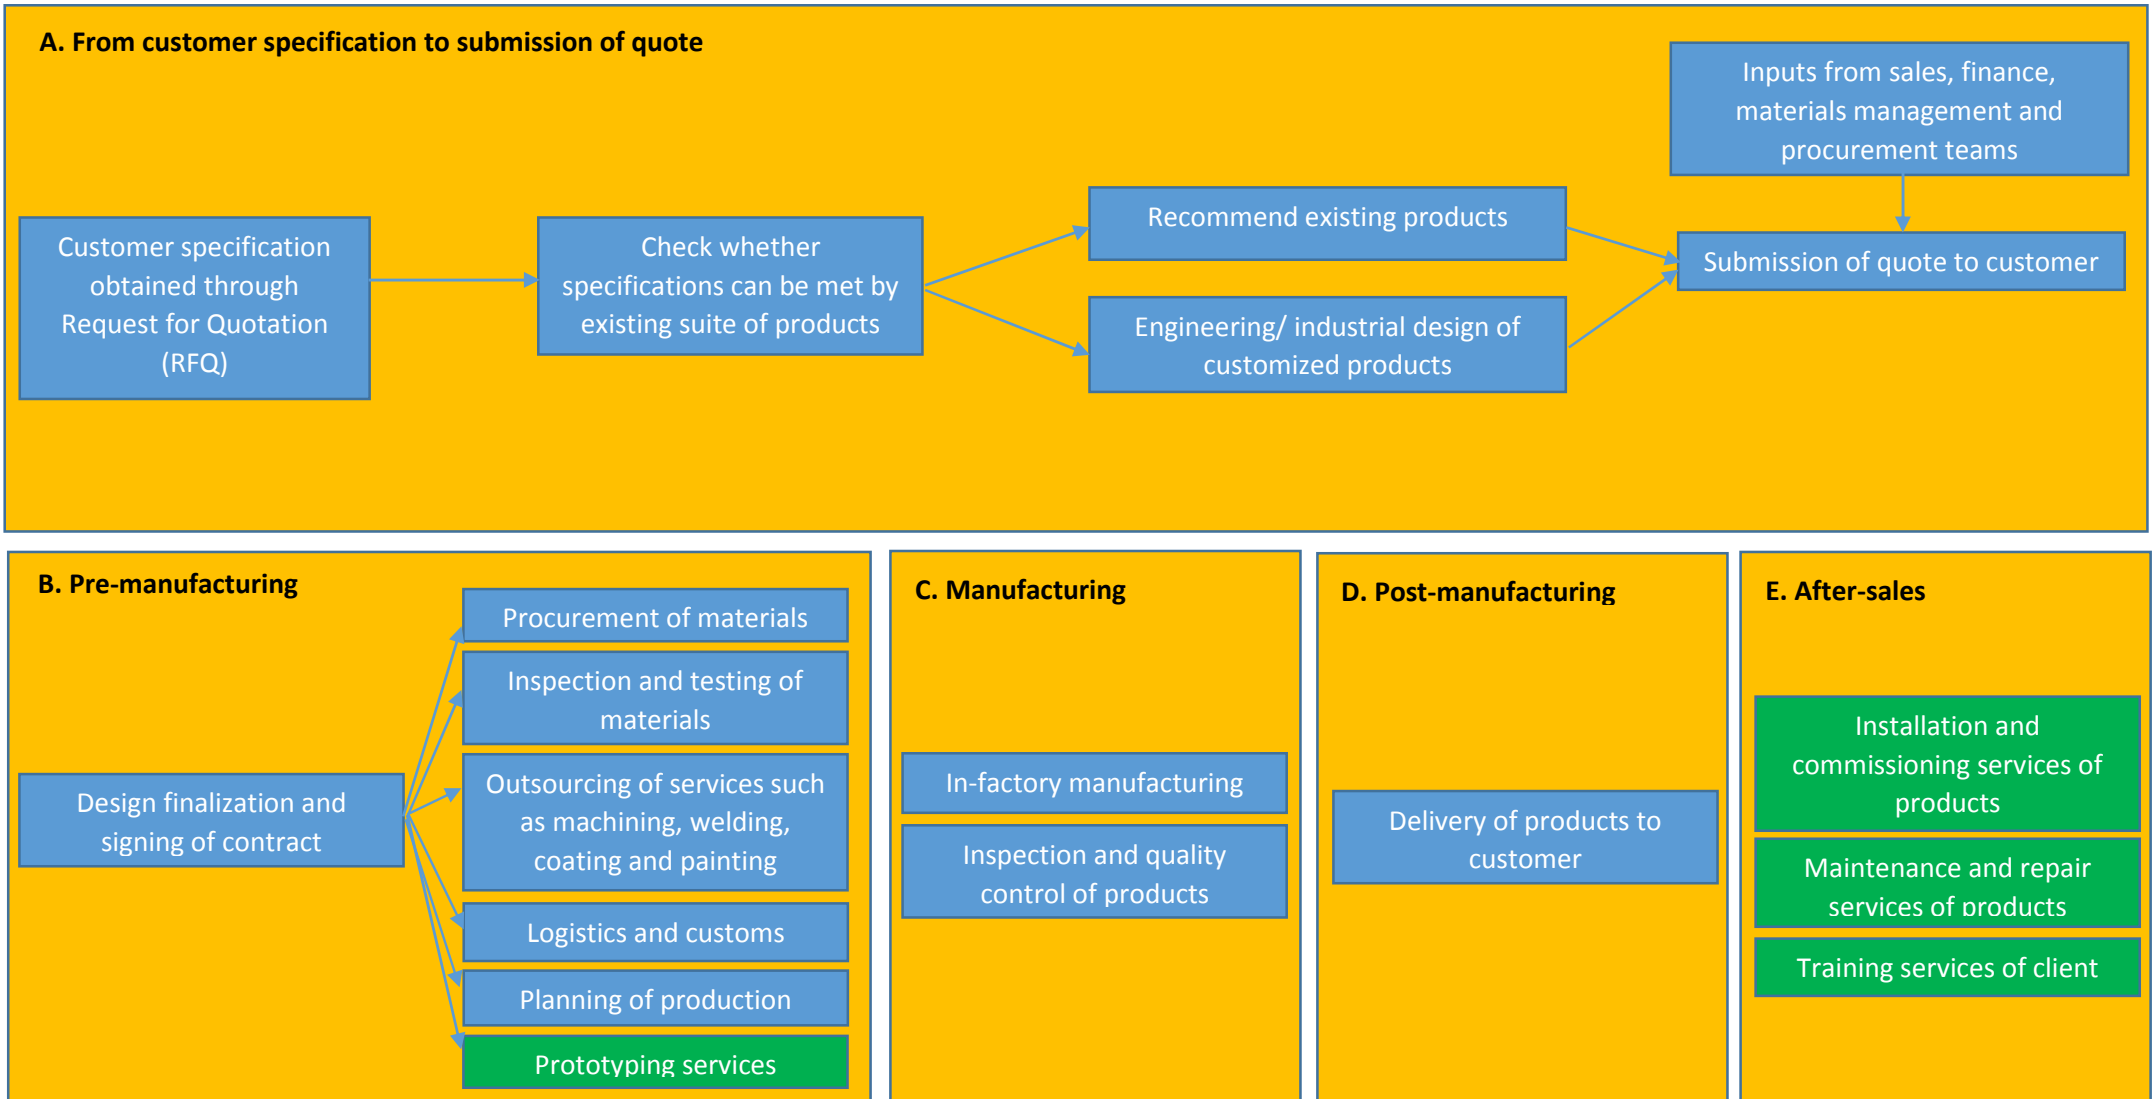 A. From customer specification to submission of quote
Inputs from sales, finance,
materials management and
procurement teams
Customer specification
obtained through
Request for Quotation
(RFQ)
Check whether
specifications can be met by
existing suite of products
Recommend existing products
Engineering/ industrial design of
customized products
Submission of quote to customer
B. Pre-manufacturing
Design finalization and
signing of contract
Procurement of materials
Inspection and testing of
materials
Outsourcing of services such
as machining, welding,
coating and painting
Logistics and customs
Planning of production
Prototyping services
C. Manufacturing
In-factory manufacturing
Inspection and quality
control of products
D. Post-manufacturing
Delivery of products to
customer
E. After-sales
Installation and
commissioning services of
products
Maintenance and repair
services of products
Training services of client